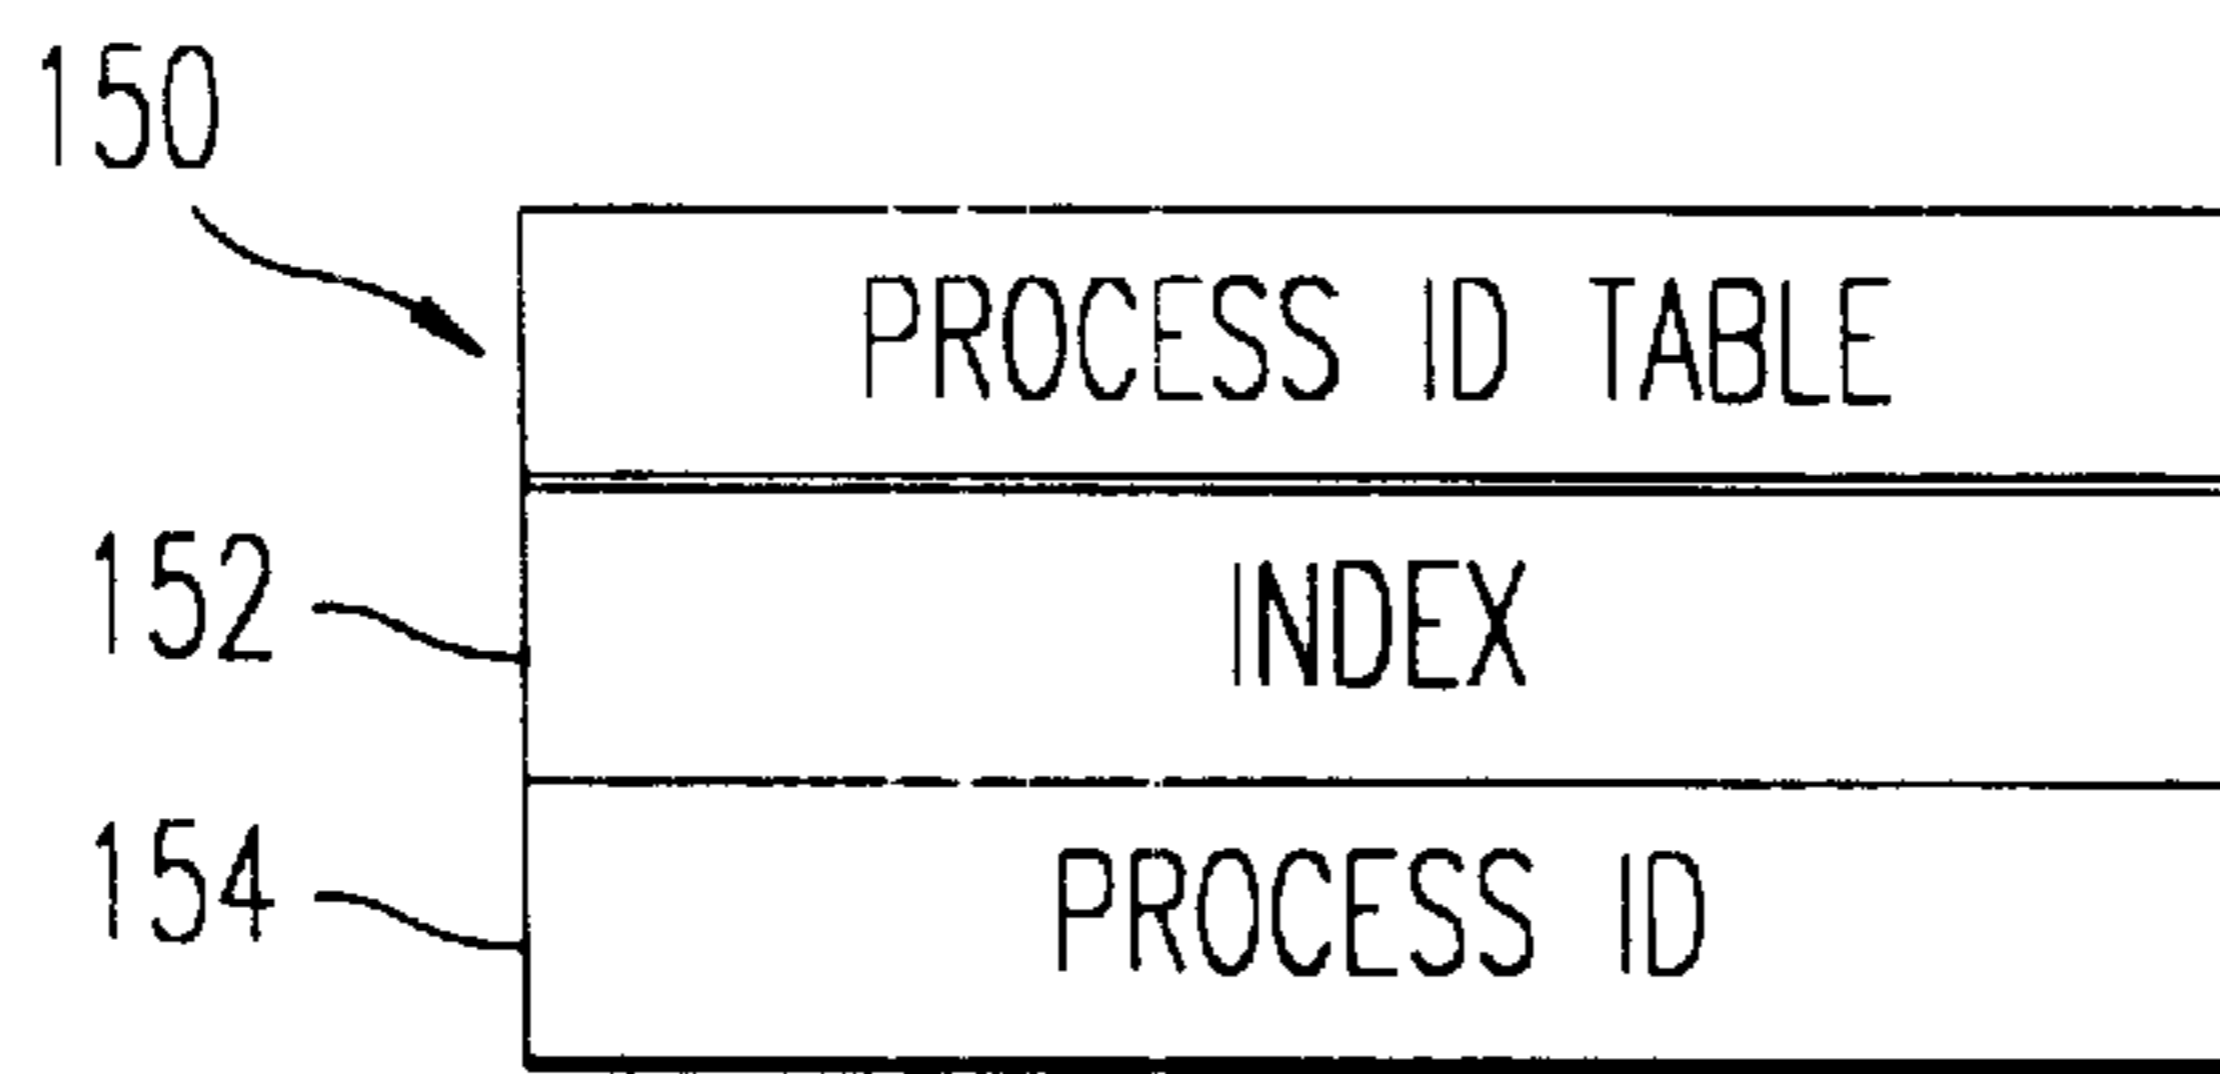 150
PROCESS ID TABLE
152 INDEX
154 PROCESS ID